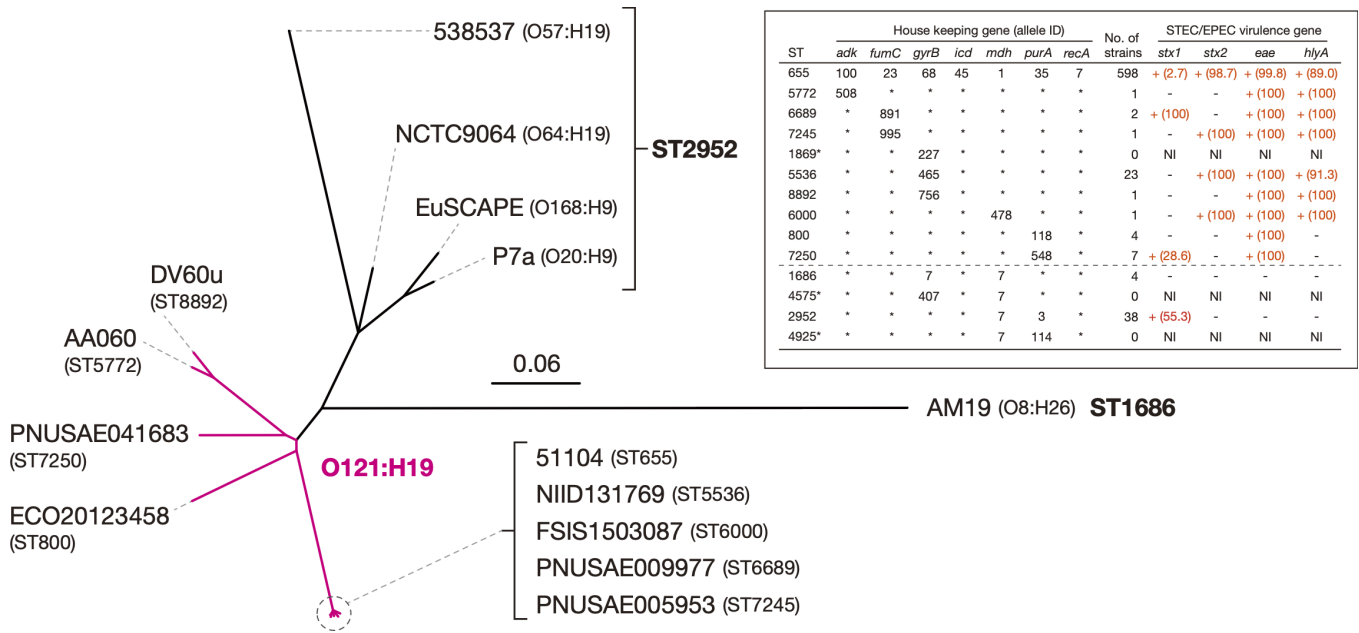 538537 (O57:H19)
NCTC9064 (O64:H19)
ST2952
EuSCAPE (O168:H9)
P7a (O20:H9)
DV60u
(ST8892)
AA060
(ST5772)
0.06
AM19 (O8:H26) ST1686
PNUSAE041683
(ST7250)
O121:H19
ECO20123458
(ST800)
51104 (ST655)
NIID131769 (ST5536)
FSIS1503087 (ST6000)
PNUSAE009977 (ST6689)
PNUSAE005953 (ST7245)
House keeping gene (allele ID) No. of strains STEC/EPEC virulence gene
ST adk fumC gyrB icd mdh purA recA stx1 stx2 eae hlyA
655 100 23 68 45 1 35 7 598 + (2.7) + (98.7) + (99.8) + (89.0)
5772 508 * * * * * * 1 - - + (100) + (100)
6689 * 891 * * * * * 2 + (100) - + (100) + (100)
7245 * 995 * * * * * 1 - + (100) + (100) + (100)
1869* * * 227 * * * * 0 NI NI NI NI
5536 * * 465 * * * * 23 - + (100) + (100) + (91.3)
8892 * * 756 * * * * 1 - - + (100) + (100)
6000 * * * * 478 * * 1 - + (100) + (100) + (100)
800 * * * * * 118 * 4 - - + (100) -
7250 * * * * * 548 * 7 + (28.6) - + (100) -
1686 * * 7 * 7 * * 4 - - - -
4575* * * 407 * 7 * * 0 NI NI NI NI
2952 * * * * 7 3 * 38 + (55.3) - - -
4925* * * * * 7 114 * 0 NI NI NI NI